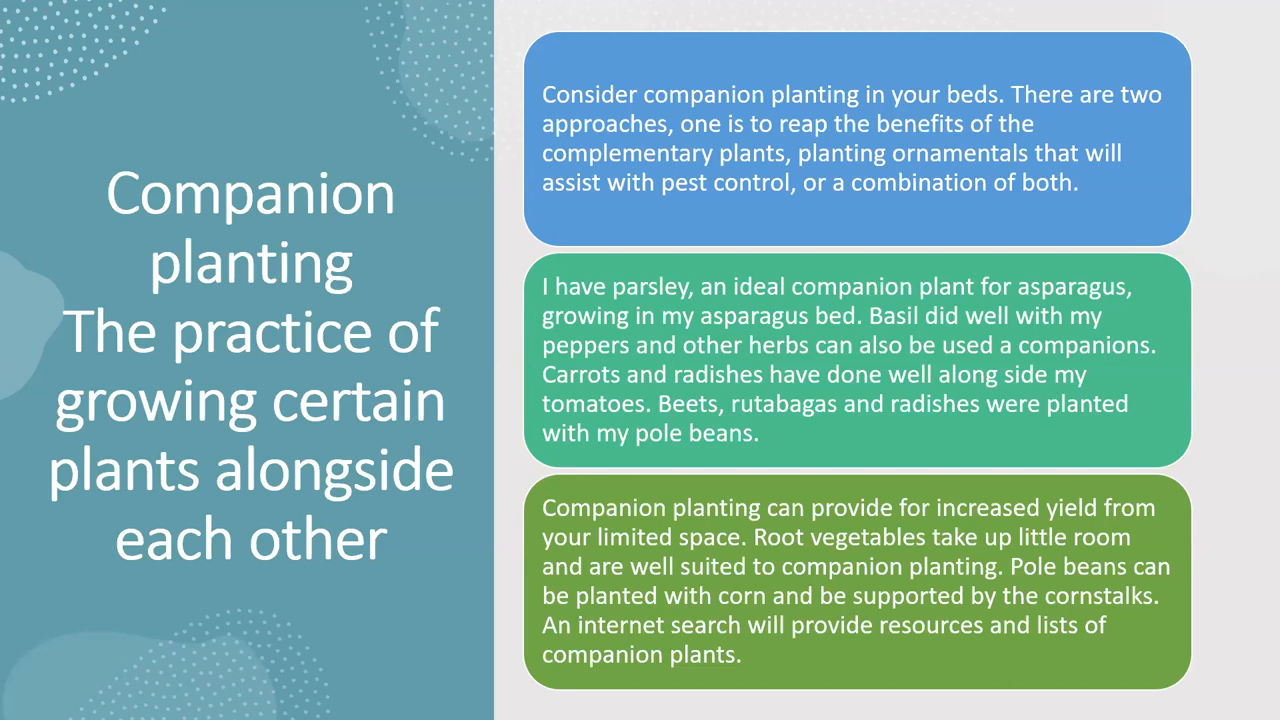 Companion
planting
The practice of
growing certain
plants alongside
each other
Consider companion planting in your beds. There are two
approaches, one is to reap the benefits of the
complementary plants, planting ornamentals that will
assist with pest control, or a combination of both.
I have parsley, an ideal companion plant for asparagus,
growing in my asparagus bed. Basil did well with my
peppers and other herbs can also be used a companions.
Carrots and radishes have done well along side my
tomatoes. Beets, rutabagas and radishes were planted
with my pole beans.
Companion planting can provide for increased yield from
your limited space. Root vegetables take up little room
and are well suited to companion planting. Pole beans can
be planted with corn and be supported by the cornstalks.
An internet search will provide resources and lists of
companion plants.